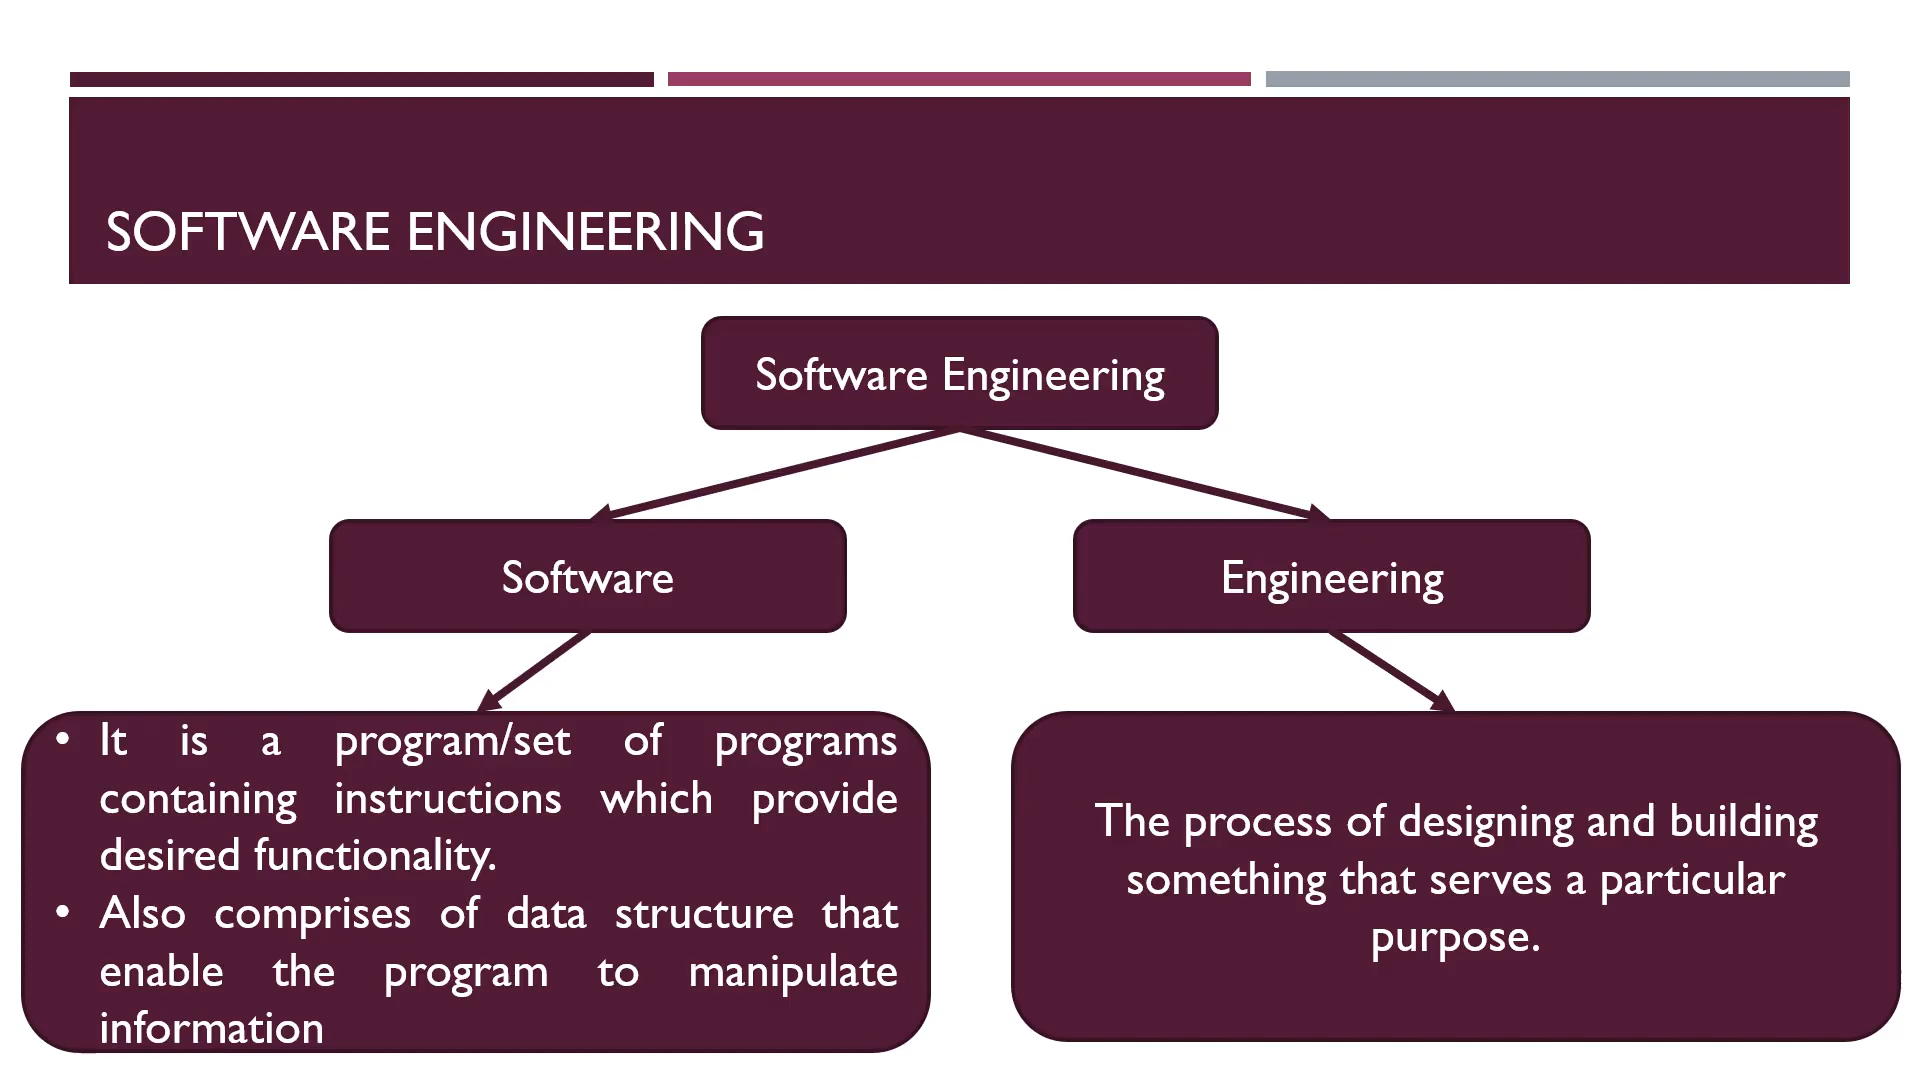 SOFTWARE ENGINEERING
Software Engineering
Software
Engineering
• It is a program/set of programs
containing instructions which provide
desired functionality.
• Also comprises of data structure that
enable the program to manipulate
information
The process of designing and building
something that serves a particular
purpose.